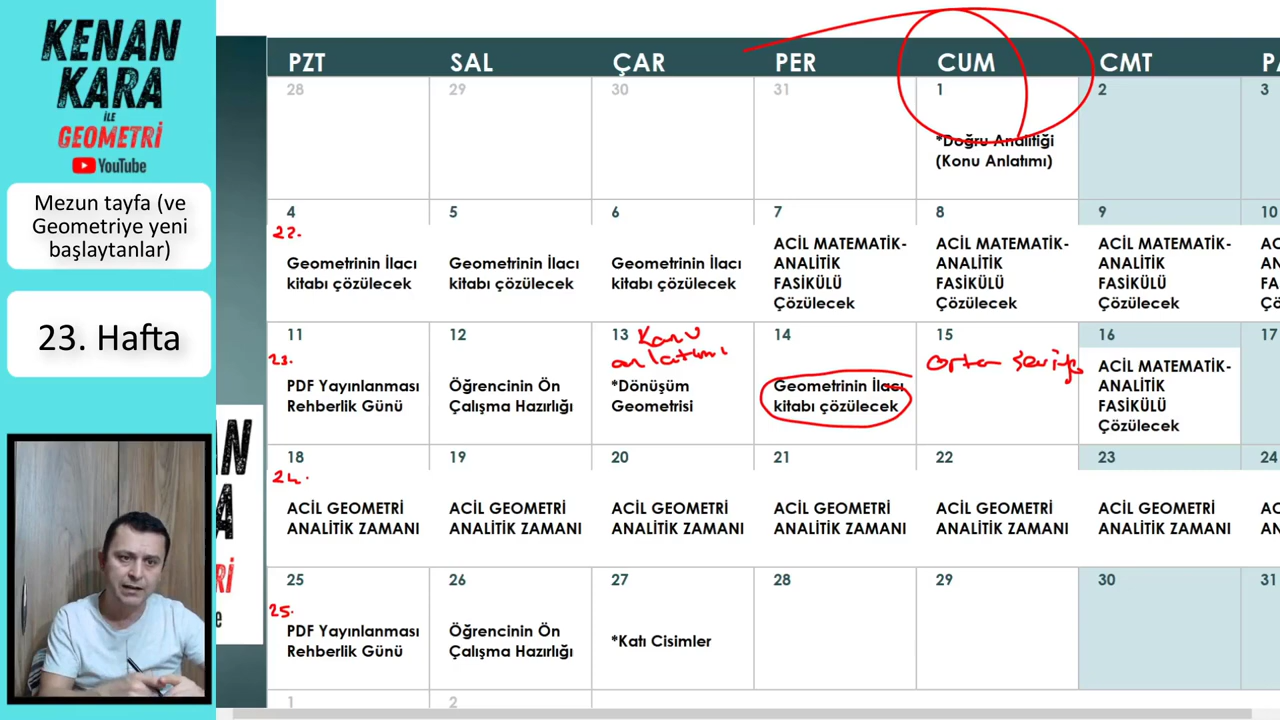 KENAN
KARA
İLE
GEOMETRİ
YouTube
Mezun tayfa (ve
Geometriye yeni
başlaytanlar)
23. Hafta
PZT SAL ÇAR PER CUM CMT
28 29 30 31 1 2 3
*Doğru Analitiği
(Konu Anlatımı)
4 5 6 7 8 9 10
22.
Geometrinin İlacı
kitabı çözülecek
Geometrinin İlacı
kitabı çözülecek
Geometrinin İlacı
kitabı çözülecek
ACİL MATEMATİK-
ANALİTİK
FASİKÜLÜ
Çözülecek
ACİL MATEMATİK-
ANALİTİK
FASİKÜLÜ
Çözülecek
ACİL MATEMATİK-
ANALİTİK
FASİKÜLÜ
Çözülecek
11 12 13 14 15 16 17
23.
PDF Yayınlanması
Rehberlik Günü
Öğrencinin Ön
Çalışma Hazırlığı
Konu
anlatımı
*Dönüşüm
Geometrisi
Geometrinin İlacı
kitabı çözülecek
orta seviye
ACİL MATEMATİK-
ANALİTİK
FASİKÜLÜ
Çözülecek
18 19 20 21 22 23 24
24.
ACİL GEOMETRİ
ANALİTİK ZAMANI
ACİL GEOMETRİ
ANALİTİK ZAMANI
ACİL GEOMETRİ
ANALİTİK ZAMANI
ACİL GEOMETRİ
ANALİTİK ZAMANI
ACİL GEOMETRİ
ANALİTİK ZAMANI
ACİL GEOMETRİ
ANALİTİK ZAMANI
25 26 27 28 29 30 31
25.
PDF Yayınlanması
Rehberlik Günü
Öğrencinin Ön
Çalışma Hazırlığı
*Katı Cisimler
1 2